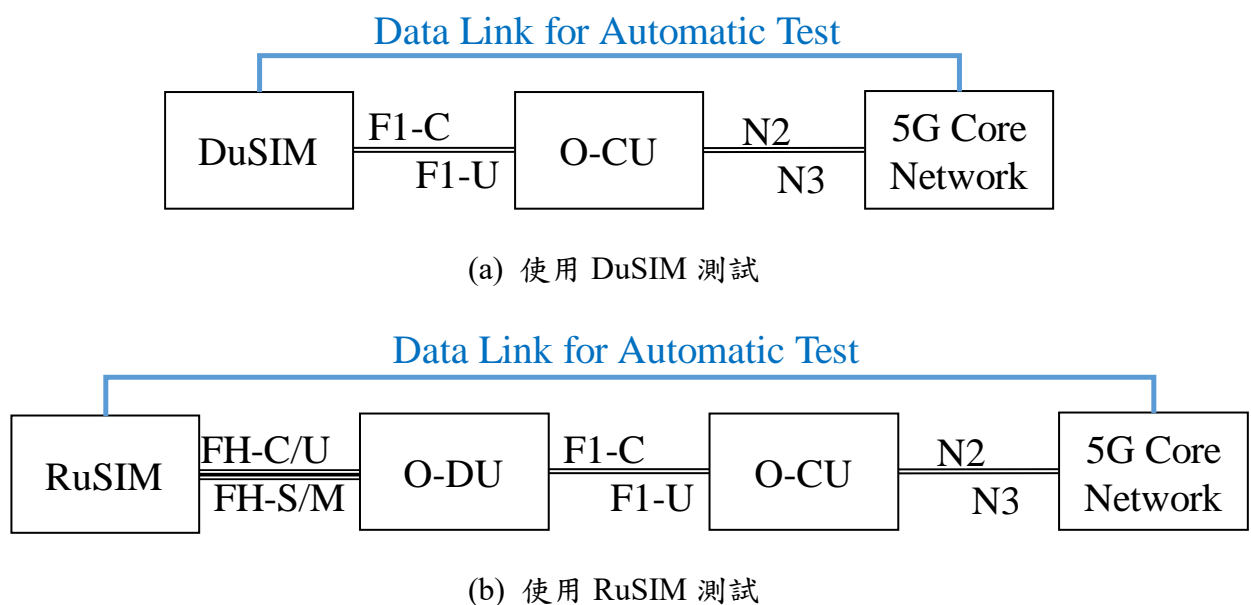 Data Link for Automatic Test
DuSIM
F1-C
F1-U
O-CU
N2
N3
5G Core
Network
(a) 使用 DuSIM 測試
Data Link for Automatic Test
RuSIM
FH-C/U
FH-S/M
O-DU
F1-C
F1-U
O-CU
N2
N3
5G Core
Network
(b) 使用 RuSIM 測試